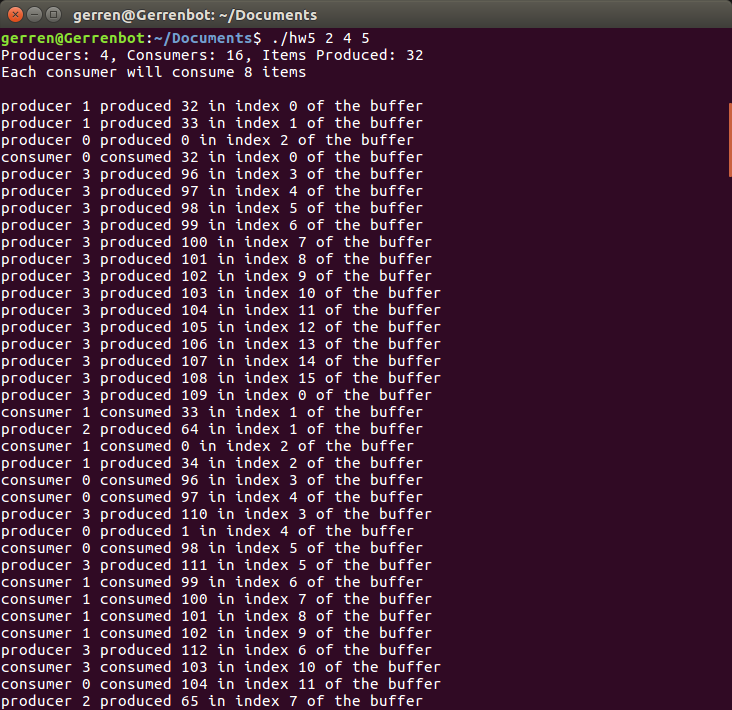 gerren@Gerrenbot: ~/Documents
gerren@Gerrenbot:~/Documents$ ./hw5 2 4 5
Producers: 4, Consumers: 16, Items Produced: 32
Each consumer will consume 8 items
producer 1 produced 32 in index 0 of the buffer
producer 1 produced 33 in index 1 of the buffer
producer 0 produced 0 in index 2 of the buffer
consumer 0 consumed 32 in index 0 of the buffer
producer 3 produced 96 in index 3 of the buffer
producer 3 produced 97 in index 4 of the buffer
producer 3 produced 98 in index 5 of the buffer
producer 3 produced 99 in index 6 of the buffer
producer 3 produced 100 in index 7 of the buffer
producer 3 produced 101 in index 8 of the buffer
producer 3 produced 102 in index 9 of the buffer
producer 3 produced 103 in index 10 of the buffer
producer 3 produced 104 in index 11 of the buffer
producer 3 produced 105 in index 12 of the buffer
producer 3 produced 106 in index 13 of the buffer
producer 3 produced 107 in index 14 of the buffer
producer 3 produced 108 in index 15 of the buffer
producer 3 produced 109 in index 0 of the buffer
consumer 1 consumed 33 in index 1 of the buffer
producer 2 produced 64 in index 1 of the buffer
consumer 1 consumed 0 in index 2 of the buffer
producer 1 produced 34 in index 2 of the buffer
consumer 0 consumed 96 in index 3 of the buffer
consumer 0 consumed 97 in index 4 of the buffer
producer 3 produced 110 in index 3 of the buffer
producer 0 produced 1 in index 4 of the buffer
consumer 0 consumed 98 in index 5 of the buffer
producer 3 produced 111 in index 5 of the buffer
consumer 1 consumed 99 in index 6 of the buffer
consumer 1 consumed 100 in index 7 of the buffer
consumer 1 consumed 101 in index 8 of the buffer
consumer 1 consumed 102 in index 9 of the buffer
producer 3 produced 112 in index 6 of the buffer
consumer 3 consumed 103 in index 10 of the buffer
consumer 0 consumed 104 in index 11 of the buffer
producer 2 produced 65 in index 7 of the buffer